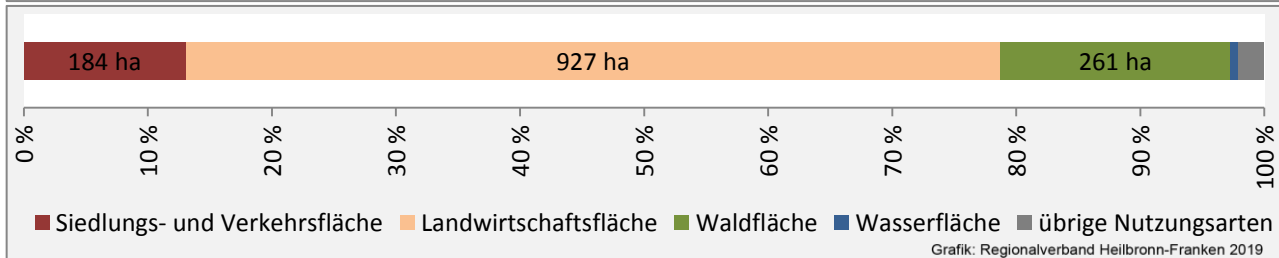 184 ha 927 ha 261 ha
0 % 10 % 20 % 30 % 40 % 50 % 60 % 70 % 80 % 90 % 100 %
Siedlungs- und Verkehrsfläche Landwirtschaftsfläche Waldfläche Wasserfläche übrige Nutzungsarten
Grafik: Regionalverband Heilbronn-Franken 2019